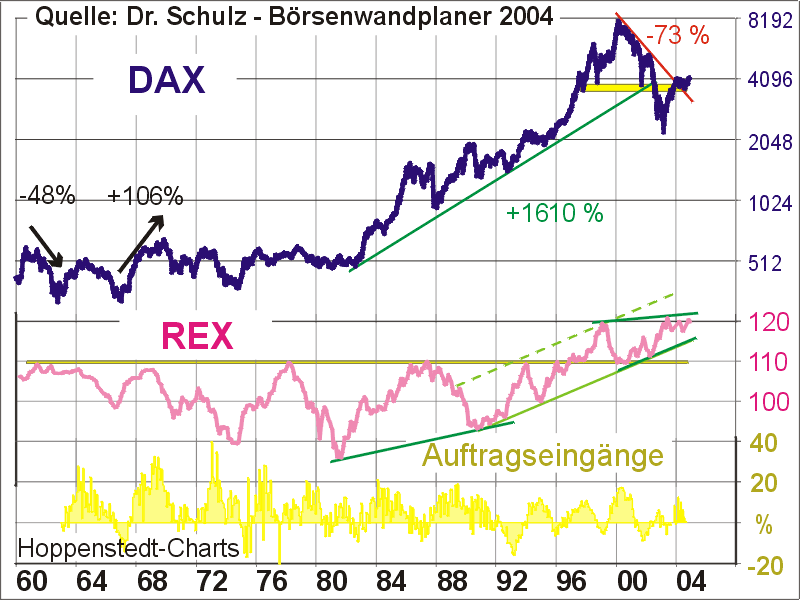 Quelle: Dr. Schulz - Börsenwandplaner 2004
8192
-73 %
DAX
4096
2048
-48%
+106%
1024
+1610 %
512
REX
120
110
100
Auftragseingänge
40
20
%
Hoppenstedt-Charts
-20
60 64 68 72 76 80 84 88 92 96 00 04